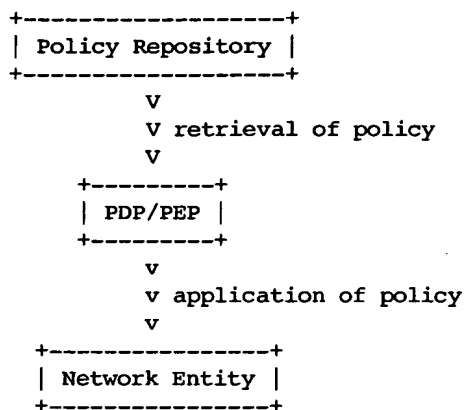 +-------------------+
| Policy Repository |
+-------------------+
v
v retrieval of policy
v
+---------+
| PDP/PEP |
+---------+
v
v application of policy
v
+----------------+
| Network Entity |
+----------------+